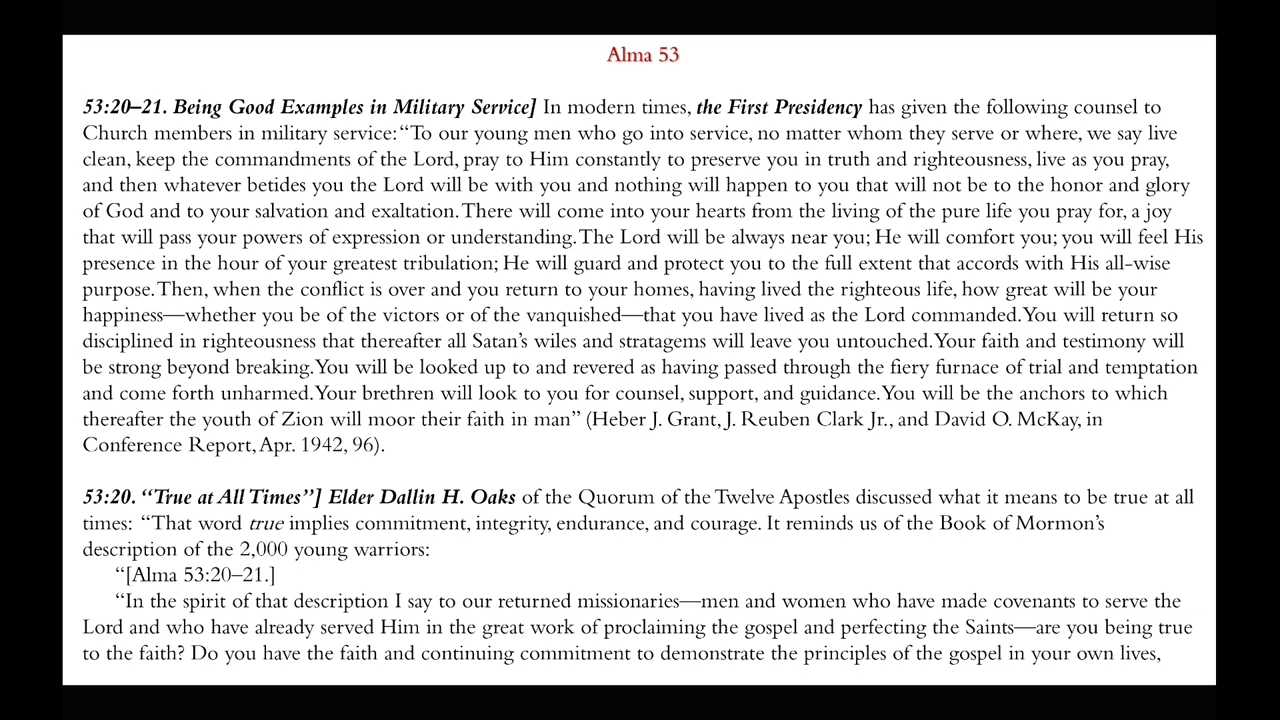 Alma 53
53:20–21. Being Good Examples in Military Service] In modern times, the First Presidency has given the following counsel to
Church members in military service: “To our young men who go into service, no matter whom they serve or where, we say live
clean, keep the commandments of the Lord, pray to Him constantly to preserve you in truth and righteousness, live as you pray,
and then whatever betides you the Lord will be with you and nothing will happen to you that will not be to the honor and glory
of God and to your salvation and exaltation. There will come into your hearts from the living of the pure life you pray for, a joy
that will pass your powers of expression or understanding. The Lord will be always near you; He will comfort you; you will feel His
presence in the hour of your greatest tribulation; He will guard and protect you to the full extent that accords with His all-wise
purpose. Then, when the conflict is over and you return to your homes, having lived the righteous life, how great will be your
happiness—whether you be of the victors or of the vanquished—that you have lived as the Lord commanded. You will return so
disciplined in righteousness that thereafter all Satan’s wiles and stratagems will leave you untouched. Your faith and testimony will
be strong beyond breaking. You will be looked up to and revered as having passed through the fiery furnace of trial and temptation
and come forth unharmed. Your brethren will look to you for counsel, support, and guidance. You will be the anchors to which
thereafter the youth of Zion will moor their faith in man” (Heber J. Grant, J. Reuben Clark Jr., and David O. McKay, in
Conference Report, Apr. 1942, 96).
53:20. “True at All Times”] Elder Dallin H. Oaks of the Quorum of the Twelve Apostles discussed what it means to be true at all
times: “That word true implies commitment, integrity, endurance, and courage. It reminds us of the Book of Mormon’s
description of the 2,000 young warriors:
“[Alma 53:20–21.]
“In the spirit of that description I say to our returned missionaries—men and women who have made covenants to serve the
Lord and who have already served Him in the great work of proclaiming the gospel and perfecting the Saints—are you being true
to the faith? Do you have the faith and continuing commitment to demonstrate the principles of the gospel in your own lives,